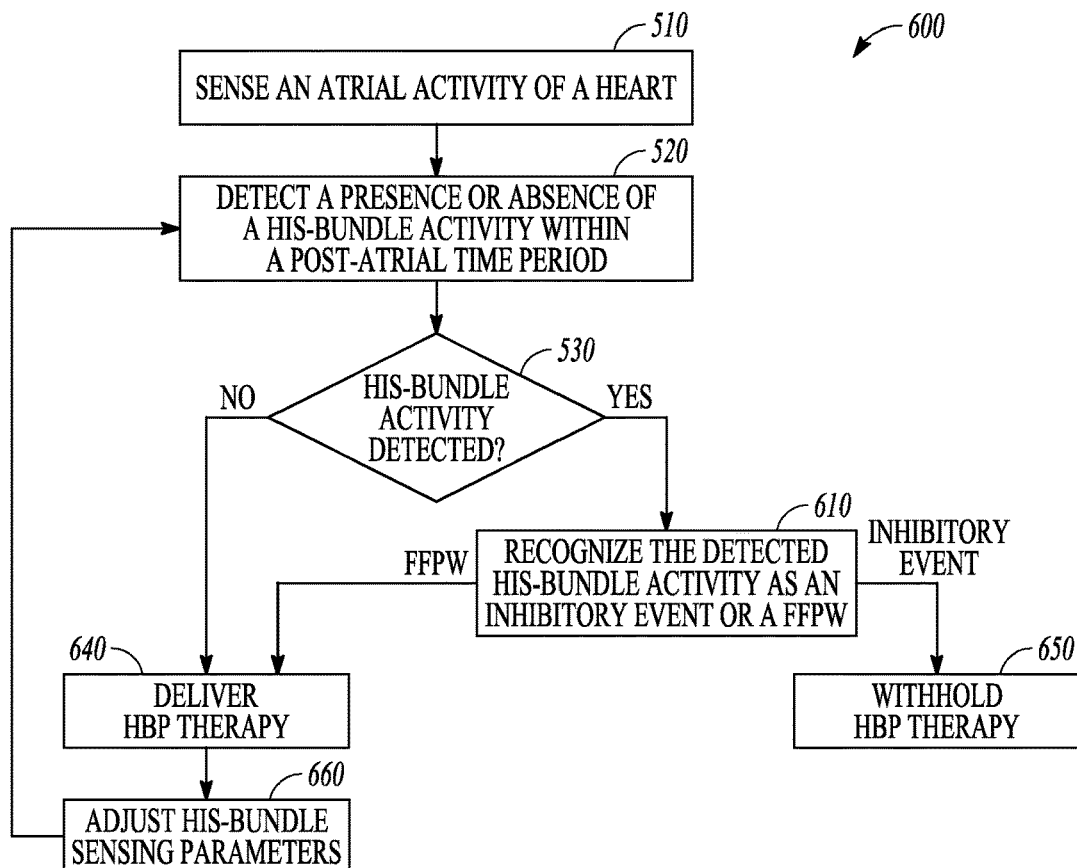 510
600
SENSE AN ATRIAL ACTIVITY OF A HEART
520
DETECT A PRESENCE OR ABSENCE OF
A HIS-BUNDLE ACTIVITY WITHIN
A POST-ATRIAL TIME PERIOD
530
NO
HIS-BUNDLE
ACTIVITY
DETECTED?
YES
610
FFPW
RECOGNIZE THE DETECTED
HIS-BUNDLE ACTIVITY AS AN
INHIBITORY EVENT OR A FFPW
INHIBITORY
EVENT
640
DELIVER
HBP THERAPY
650
WITHHOLD
HBP THERAPY
660
ADJUST HIS-BUNDLE
SENSING PARAMETERS